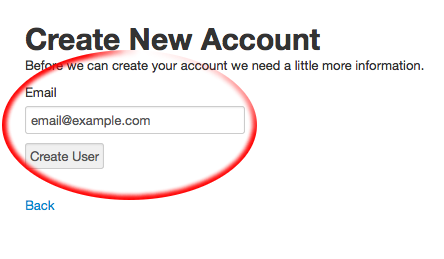 Create New Account
Before we can create your account we need a little more information.
Email
email@example.com
Create User
Back